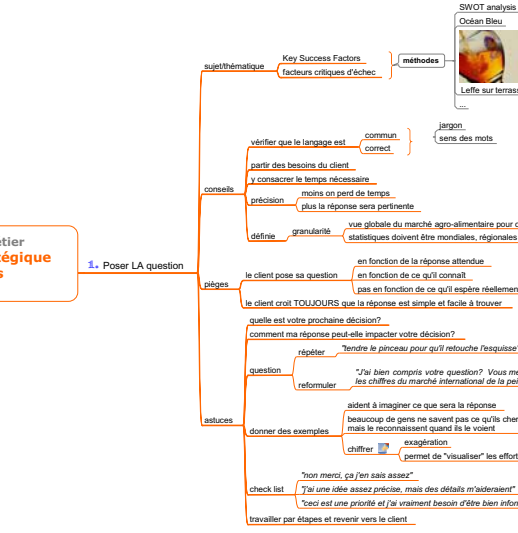 SWOT analysis
Océan Bleu
Leffe sur terrass
...
méthodes
Key Success Factors
facteurs critiques d'échec
sujet/thématique
jargon
sens des mots
commun
correct
vérifier que le langage est
partir des besoins du client
y consacrer le temps nécessaire
conseils
moins on perd de temps
plus la réponse sera pertinente
précision
vue globale du marché agro-alimentaire pour
statistiques doivent être mondiales, régionales
granularité
définie
étier
tégique
s
1. Poser LA question
en fonction de la réponse attendue
en fonction de ce qu'il connaît
pas en fonction de ce qu'il espère réellemen
le client pose sa question
pièges
le client croit TOUJOURS que la réponse est simple et facile à trouver
quelle est votre prochaine décision?
comment ma réponse peut-elle impacter votre décision?
répéter
"tendre le pinceau pour qu'il retouche l'esquisse"
question
reformuler
"J'ai bien compris votre question? Vous me
les chiffres du marché international de la pei
astuces
aident à imaginer ce que sera la réponse
beaucoup de gens ne savent pas ce qu'ils cher
mais le reconnaissent quand ils le voient
donner des exemples
exagération
chiffrer
permet de "visualiser" les effort
"non merci, ça j'en sais assez"
check list
"j'ai une idée assez précise, mais des détails m'aideraient"
"ceci est une priorité et j'ai vraiment besoin d'être bien infor
travailler par étapes et revenir vers le client